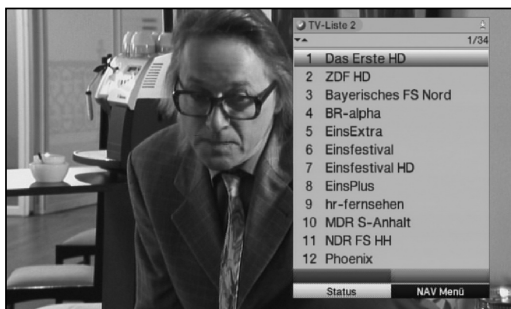 TV-Liste 2
1/34
1 Das Erste HD
2 ZDF HD
3 Bayerisches FS Nord
4 BR-alpha
5 EinsExtra
6 Einsfestival
7 Einsfestival HD
8 EinsPlus
9 hr-fernsehen
10 MDR S-Anhalt
11 NDR FS HH
12 Phoenix
Status NAV Menü